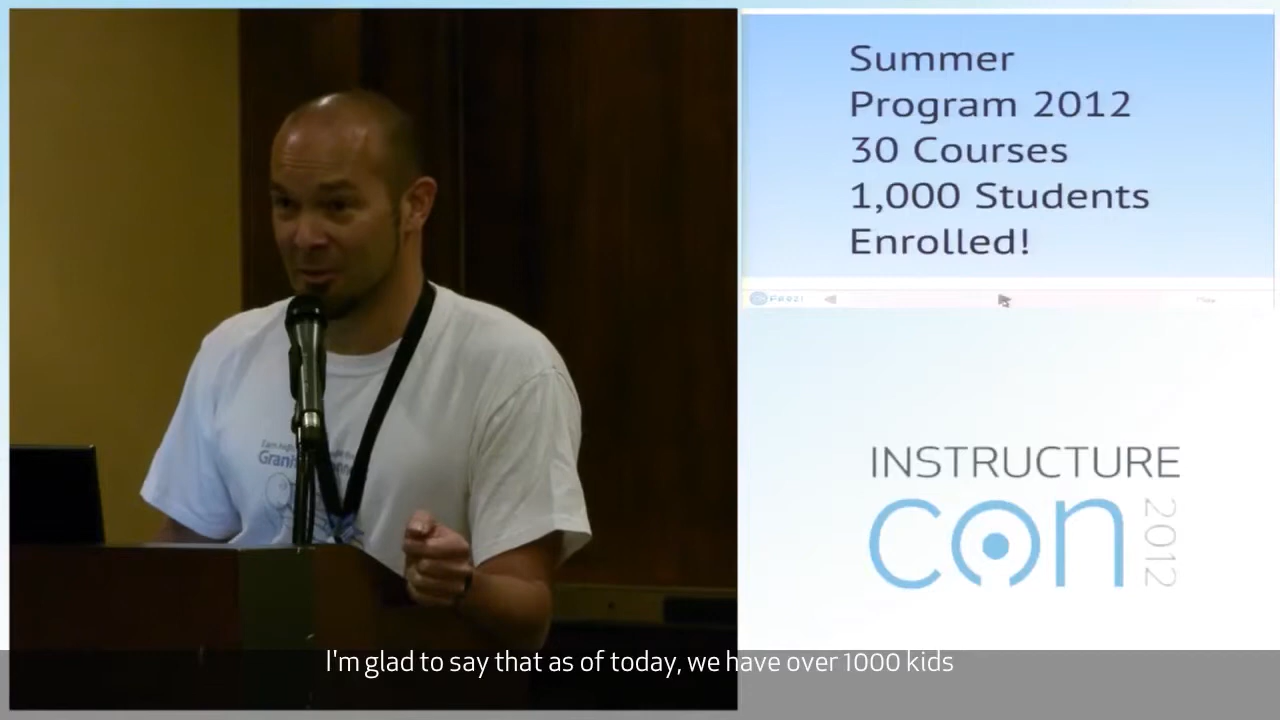 Summer
Program 2012
30 Courses
1,000 Students
Enrolled!
INSTRUCTURE
con 2012
I'm glad to say that as of today, we have over 1000 kids